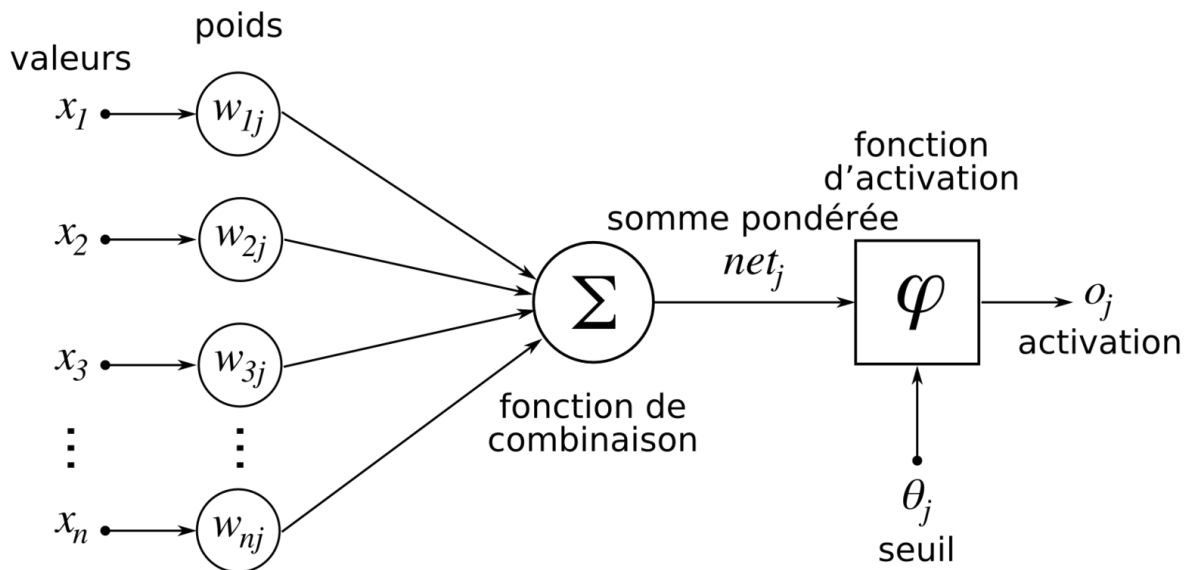 poids
valeurs
x1
w1j
x2
w2j
x3
w3j
⋮ ⋮
xn
wnj
Σ
fonction de
combinaison
somme pondérée
netj
fonction
d’activation
φ
oj
activation
θj
seuil